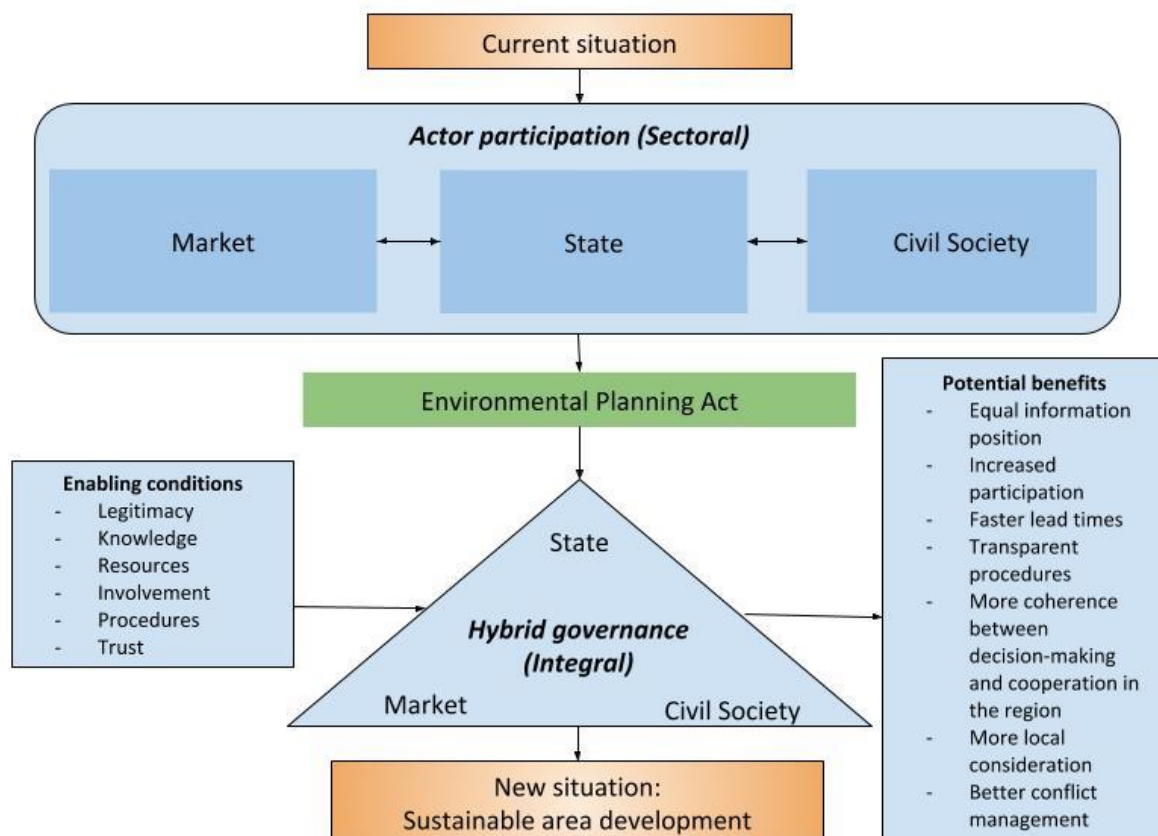 Current situation
Actor participation (Sectoral)
Market
State
Civil Society
Environmental Planning Act
Enabling conditions
- Legitimacy
- Knowledge
- Resources
- Involvement
- Procedures
- Trust
State
Hybrid governance
(Integral)
Market
Civil Society
Potential benefits
- Equal information
position
- Increased
participation
- Faster lead times
- Transparent
procedures
- More coherence
between
decision-making
and cooperation in
the region
- More local
consideration
- Better conflict
management
New situation:
Sustainable area development